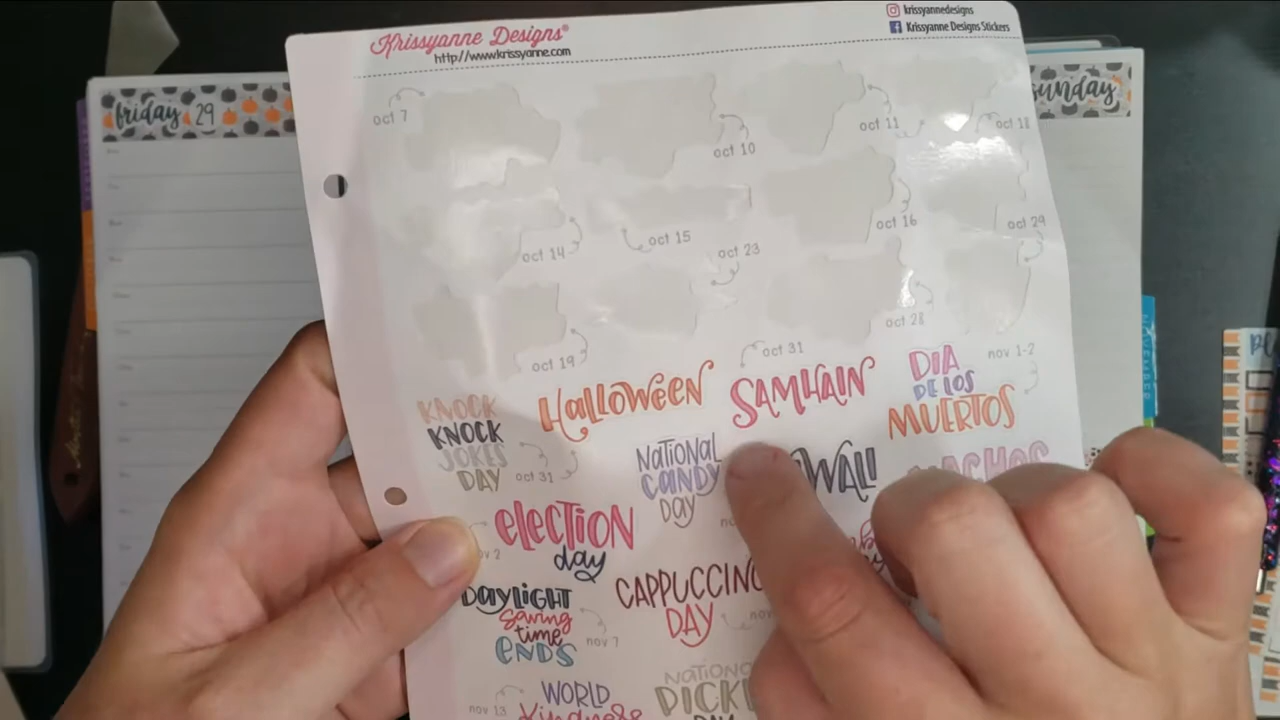 Krissyanne Designs®
http://www.krissyanne.com
krissyannedesigns
Krissyanne Designs Stickers
friday 29
sunday
oct 7
oct 10
oct 11
oct 18
oct 14
oct 15
oct 16
oct 29
oct 23
oct 19
oct 28
oct 31
nov 1-2
KNOCK
KNOCK
JOKES
DAY
Halloween
SAMHAIN
DIA
DE LOS
MUERTOS
oct 31
NATIONAL
CANDY
DAY
election
day
Daylight
saving
time
ENDS
nov 7
CAPPUCCINO
DAY
nov
nov 13
WORLD
Kindness
NATIONAL